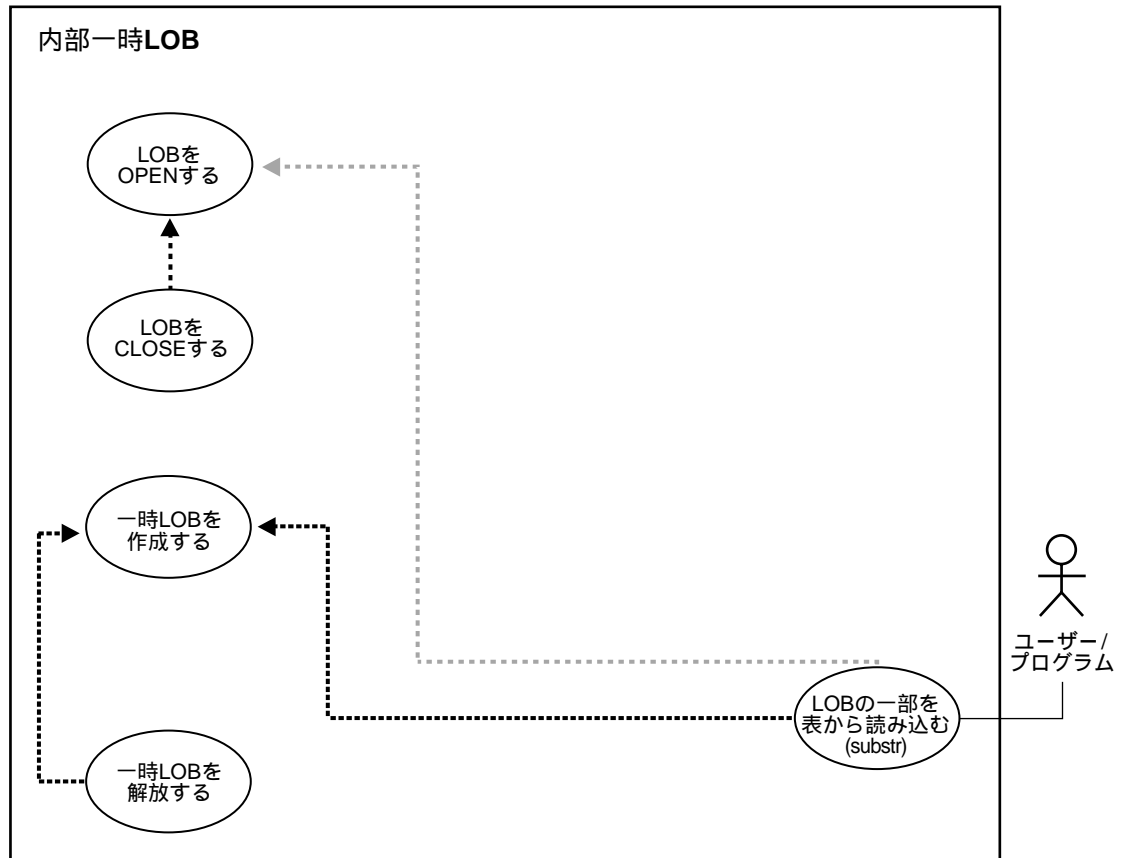 内部一時LOB
LOBを
OPENする
LOBを
CLOSEする
一時LOBを
作成する
ユーザー/
プログラム
LOBの一部を
表から読み込む
(substr)
一時LOBを
解放する